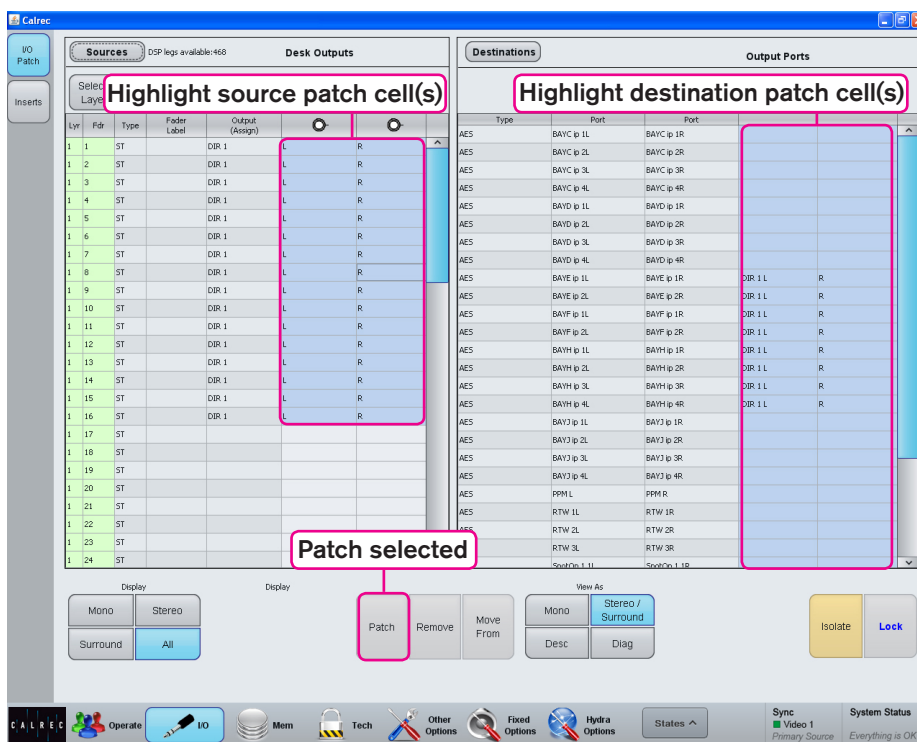 Calrec
I/O Patch
Inserts
Sources
DSP legs available:468
Desk Outputs
Destinations
Output Ports
Highlight source patch cell(s)
Highlight destination patch cell(s)
Lyr Fdr Type Fader Label Output (Assign)
1 1 ST DIR 1 L R
1 2 ST DIR 1 L R
1 3 ST DIR 1 L R
1 4 ST DIR 1 L R
1 5 ST DIR 1 L R
1 6 ST DIR 1 L R
1 7 ST DIR 1 L R
1 8 ST DIR 1 L R
1 9 ST DIR 1 L R
1 10 ST DIR 1 L R
1 11 ST DIR 1 L R
1 12 ST DIR 1 L R
1 13 ST DIR 1 L R
1 14 ST DIR 1 L R
1 15 ST DIR 1 L R
1 16 ST DIR 1 L R
1 17 ST
1 18 ST
1 19 ST
1 20 ST
1 21 ST
1 22 ST
1 23 ST
1 24 ST
Type Port Port
AES BAYC ip 1L BAYC ip 1R
AES BAYC ip 2L BAYC ip 2R
AES BAYC ip 3L BAYC ip 3R
AES BAYC ip 4L BAYC ip 4R
AES BAYD ip 1L BAYD ip 1R
AES BAYD ip 2L BAYD ip 2R
AES BAYD ip 3L BAYD ip 3R
AES BAYD ip 4L BAYD ip 4R
AES BAYE ip 1L BAYE ip 1R DIR 1 L R
AES BAYE ip 2L BAYE ip 2R DIR 1 L R
AES BAYF ip 1L BAYF ip 1R DIR 1 L R
AES BAYF ip 2L BAYF ip 2R DIR 1 L R
AES BAYH ip 1L BAYH ip 1R DIR 1 L R
AES BAYH ip 2L BAYH ip 2R DIR 1 L R
AES BAYH ip 3L BAYH ip 3R DIR 1 L R
AES BAYH ip 4L BAYH ip 4R DIR 1 L R
AES BAYJ ip 1L BAYJ ip 1R
AES BAYJ ip 2L BAYJ ip 2R
AES BAYJ ip 3L BAYJ ip 3R
AES BAYJ ip 4L BAYJ ip 4R
AES PPM L PPM R
AES RTW 1L RTW 1R
AES RTW 2L RTW 2R
RTW 3L RTW 3R
SpotOp 1 1L SpotOp 1 1R
Patch selected
Display
Mono Stereo
Surround All
Display
Patch Remove Move From
View As
Mono Stereo / Surround
Desc Diag
Isolate Lock
CALREC
Operate
I/O
Mem
Tech
Other Options
Fixed Options
Hydra Options
States
Sync
Video 1
Primary Source
System Status
Everything is OK